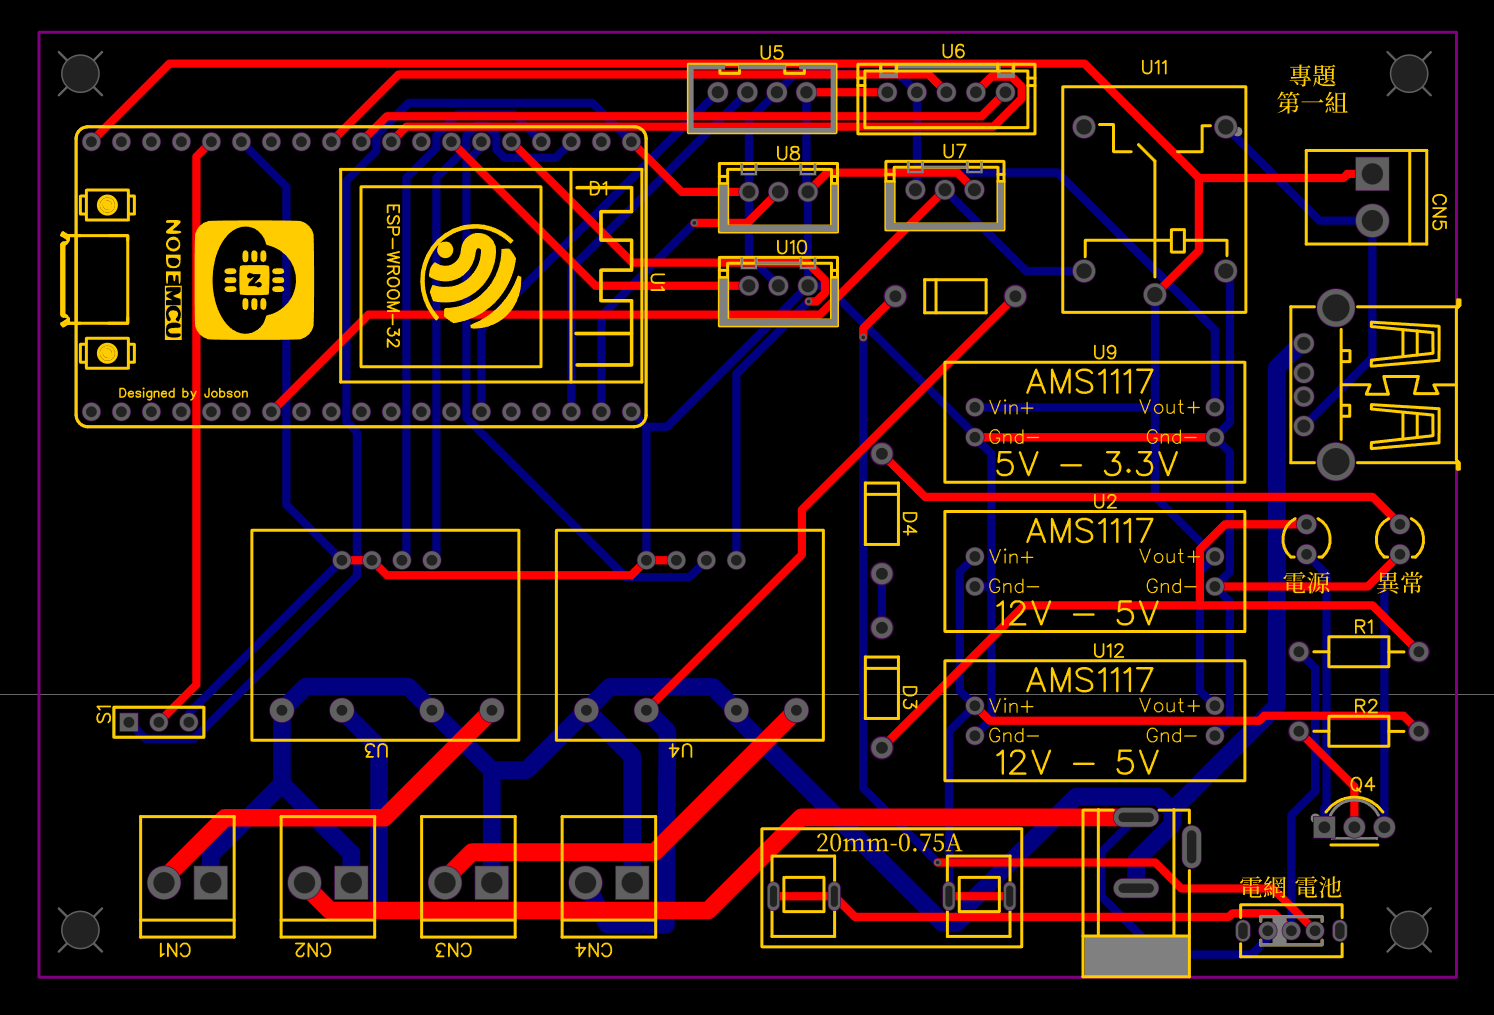 U5
U6
U11
專題
第一組
U8
U7
D1
CN5
NODEMCU
ESP-WROOM-32
U10
U1
Designed by Jobson
U9
AMS1117
Vin+
Vout+
Gnd-
Gnd-
5V - 3.3V
U2
AMS1117
Vin+
Vout+
Gnd-
Gnd-
12V - 5V
D4
電源
異常
R1
U12
AMS1117
Vin+
Vout+
Gnd-
Gnd-
12V - 5V
D3
R2
S1
U3
U4
Q4
20mm-0.75A
電網 電池
CN1
CN2
CN3
CN4